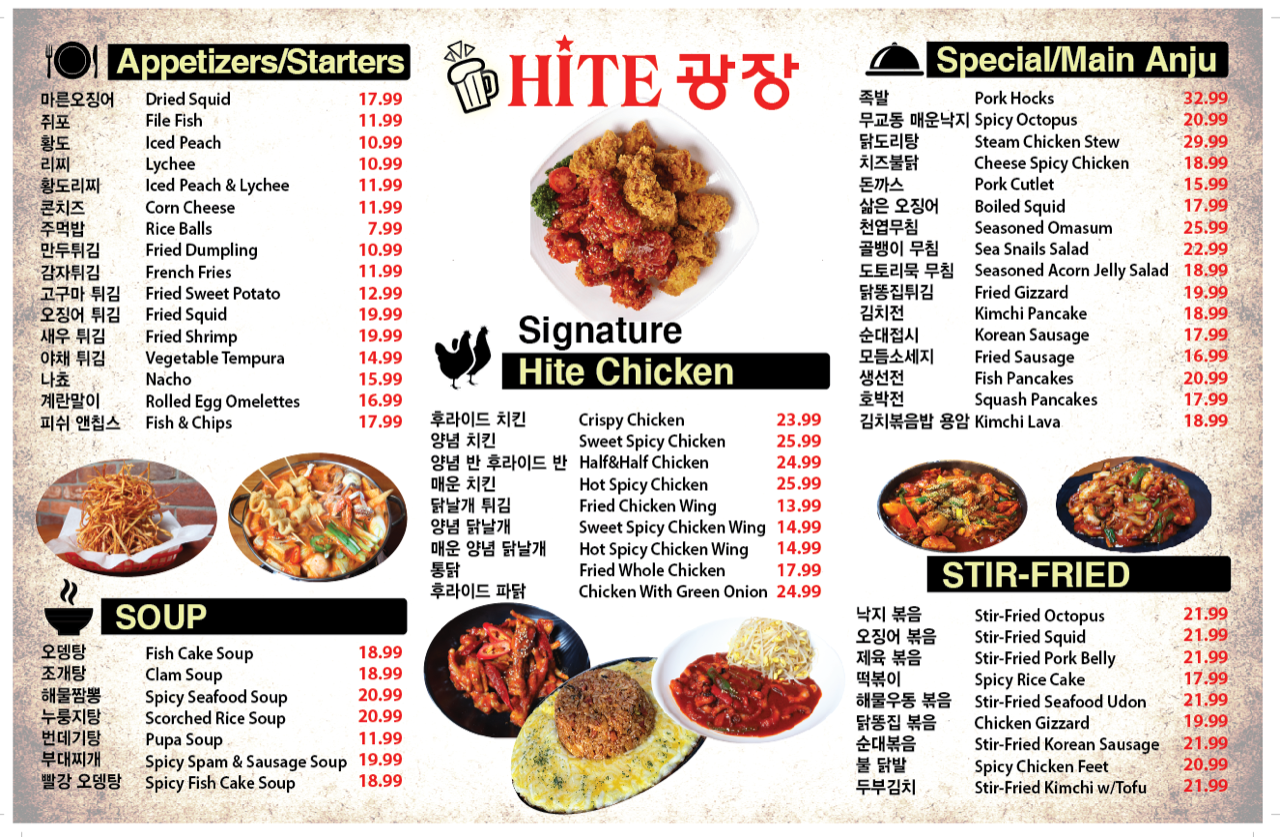 Appetizers/Starters
마른오징어 Dried Squid 17.99
쥐포 File Fish 11.99
황도 Iced Peach 10.99
리찌 Lychee 10.99
황도리찌 Iced Peach & Lychee 11.99
콘치즈 Corn Cheese 11.99
주먹밥 Rice Balls 7.99
만두튀김 Fried Dumpling 10.99
감자튀김 French Fries 11.99
고구마 튀김 Fried Sweet Potato 12.99
오징어 튀김 Fried Squid 19.99
새우 튀김 Fried Shrimp 19.99
야채 튀김 Vegetable Tempura 14.99
나쵸 Nacho 15.99
계란말이 Rolled Egg Omelettes 16.99
피쉬 앤칩스 Fish & Chips 17.99
SOUP
오뎅탕 Fish Cake Soup 18.99
조개탕 Clam Soup 18.99
해물짬뽕 Spicy Seafood Soup 20.99
누룽지탕 Scorched Rice Soup 20.99
번데기탕 Pupa Soup 11.99
부대찌개 Spicy Spam & Sausage Soup 19.99
빨강 오뎅탕 Spicy Fish Cake Soup 18.99
HITE 광장
Signature
Hite Chicken
후라이드 치킨 Crispy Chicken 23.99
양념 치킨 Sweet Spicy Chicken 25.99
양념 반 후라이드 반 Half&Half Chicken 24.99
매운 치킨 Hot Spicy Chicken 25.99
닭날개 튀김 Fried Chicken Wing 13.99
양념 닭날개 Sweet Spicy Chicken Wing 14.99
매운 양념 닭날개 Hot Spicy Chicken Wing 14.99
통닭 Fried Whole Chicken 17.99
후라이드 파닭 Chicken With Green Onion 24.99
Special/Main Anju
족발 Pork Hocks 32.99
무교동 매운낙지 Spicy Octopus 20.99
닭도리탕 Steam Chicken Stew 29.99
치즈불닭 Cheese Spicy Chicken 18.99
돈까스 Pork Cutlet 15.99
삶은 오징어 Boiled Squid 17.99
천엽무침 Seasoned Omasum 25.99
골뱅이 무침 Sea Snails Salad 22.99
도토리묵 무침 Seasoned Acorn Jelly Salad 18.99
닭똥집튀김 Fried Gizzard 19.99
김치전 Kimchi Pancake 18.99
순대접시 Korean Sausage 17.99
모듬소세지 Fried Sausage 16.99
생선전 Fish Pancakes 20.99
호박전 Squash Pancakes 17.99
김치볶음밥 용암 Kimchi Lava 18.99
STIR-FRIED
낙지 볶음 Stir-Fried Octopus 21.99
오징어 볶음 Stir-Fried Squid 21.99
제육 볶음 Stir-Fried Pork Belly 21.99
떡볶이 Spicy Rice Cake 17.99
해물우동 볶음 Stir-Fried Seafood Udon 21.99
닭똥집 볶음 Chicken Gizzard 19.99
순대볶음 Stir-Fried Korean Sausage 21.99
불 닭발 Spicy Chicken Feet 20.99
두부김치 Stir-Fried Kimchi w/Tofu 21.99